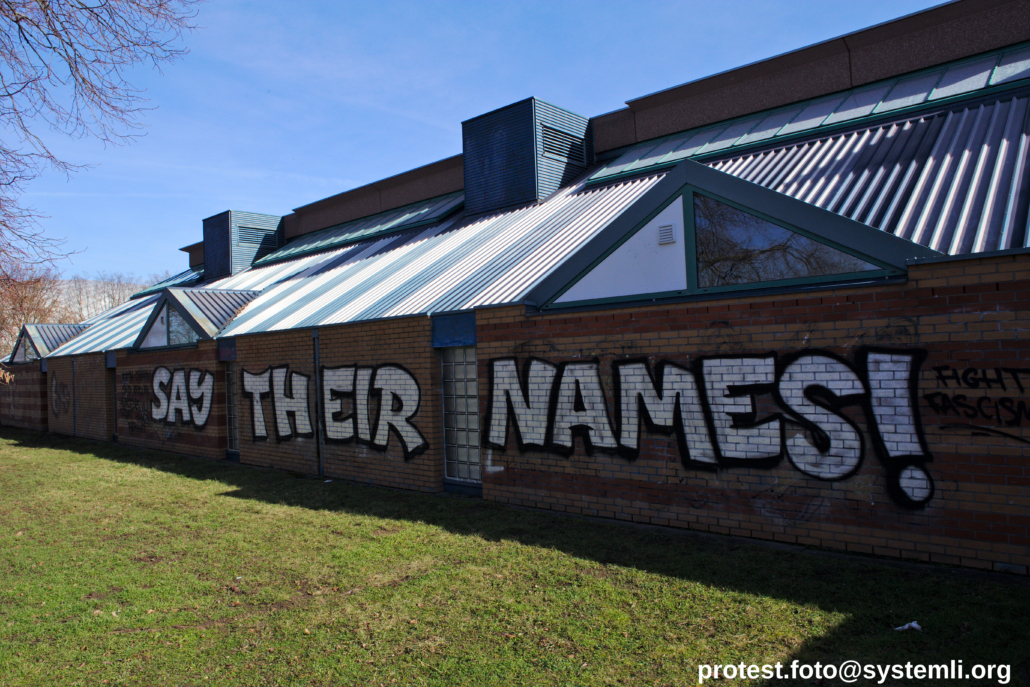 SAY THEIR NAMES!
FIGHT
FASCISM
protest.foto@systemli.org